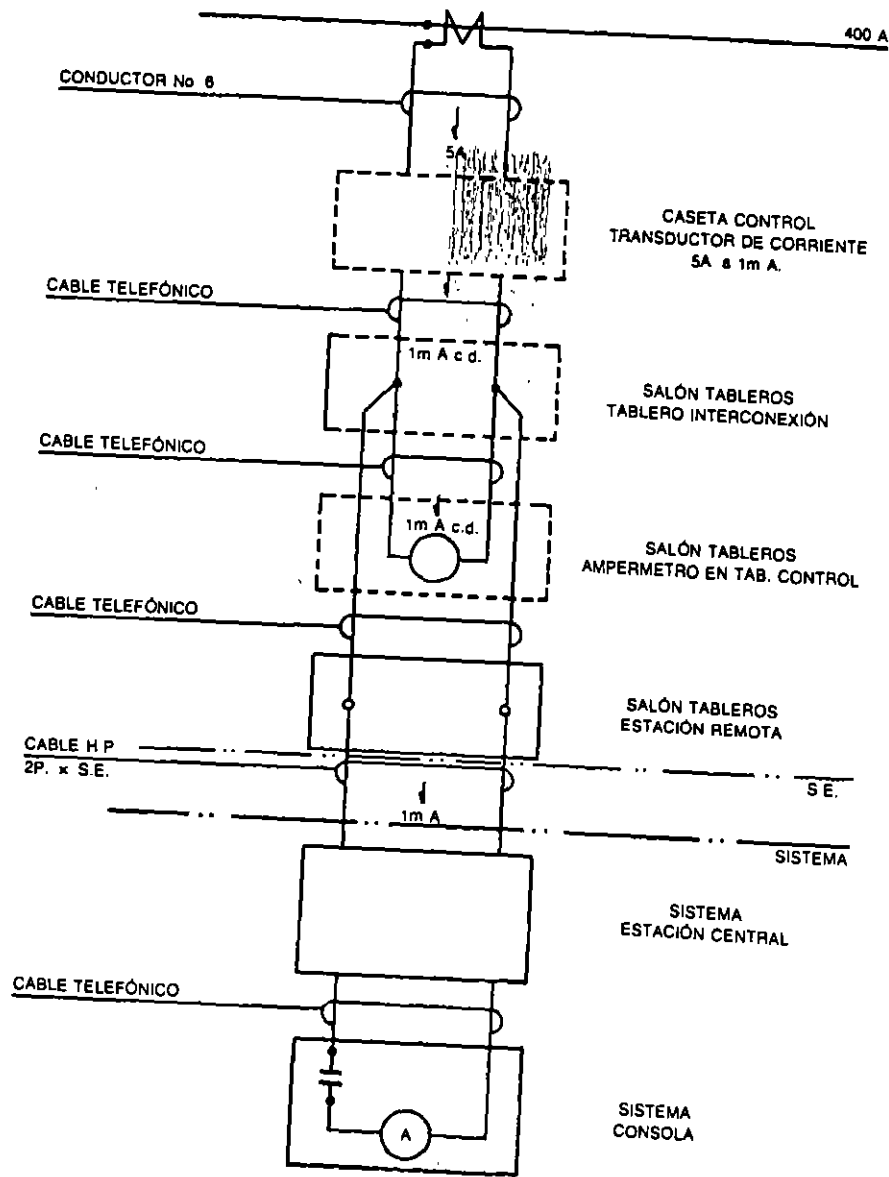 400 A
CONDUCTOR No 6
5A
CASETA CONTROL
TRANSDUCTOR DE CORRIENTE
5A a 1m A.
CABLE TELEFÓNICO
1m A c.d.
SALÓN TABLEROS
TABLERO INTERCONEXIÓN
CABLE TELEFÓNICO
1m A c.d.
SALÓN TABLEROS
AMPERMETRO EN TAB. CONTROL
CABLE TELEFÓNICO
SALÓN TABLEROS
ESTACIÓN REMOTA
CABLE H P
2P. x S.E.
S.E.
1m A
SISTEMA
SISTEMA
ESTACIÓN CENTRAL
CABLE TELEFÓNICO
A
SISTEMA
CONSOLA